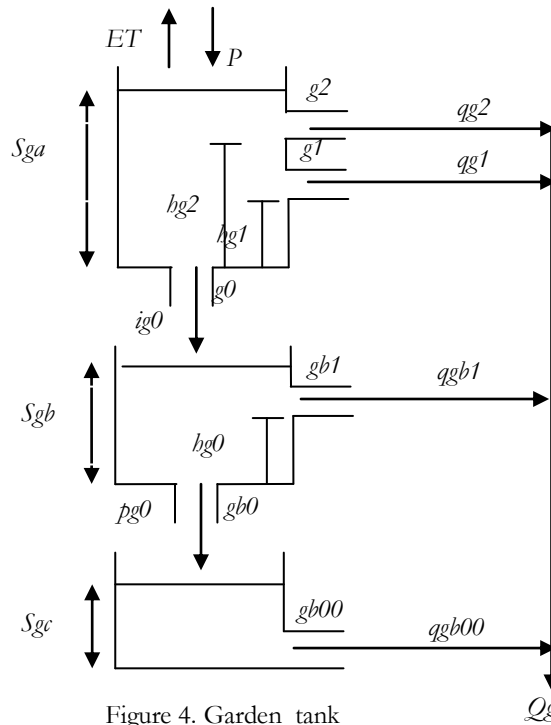 ET
P
g2
qg2
Sga
g1
qg1
hg2
hg1
g0
ig0
gb1
qgb1
Sgb
hg0
pg0
gb0
gb00
Sgc
qgb00
Figure 4. Garden tank
Qg